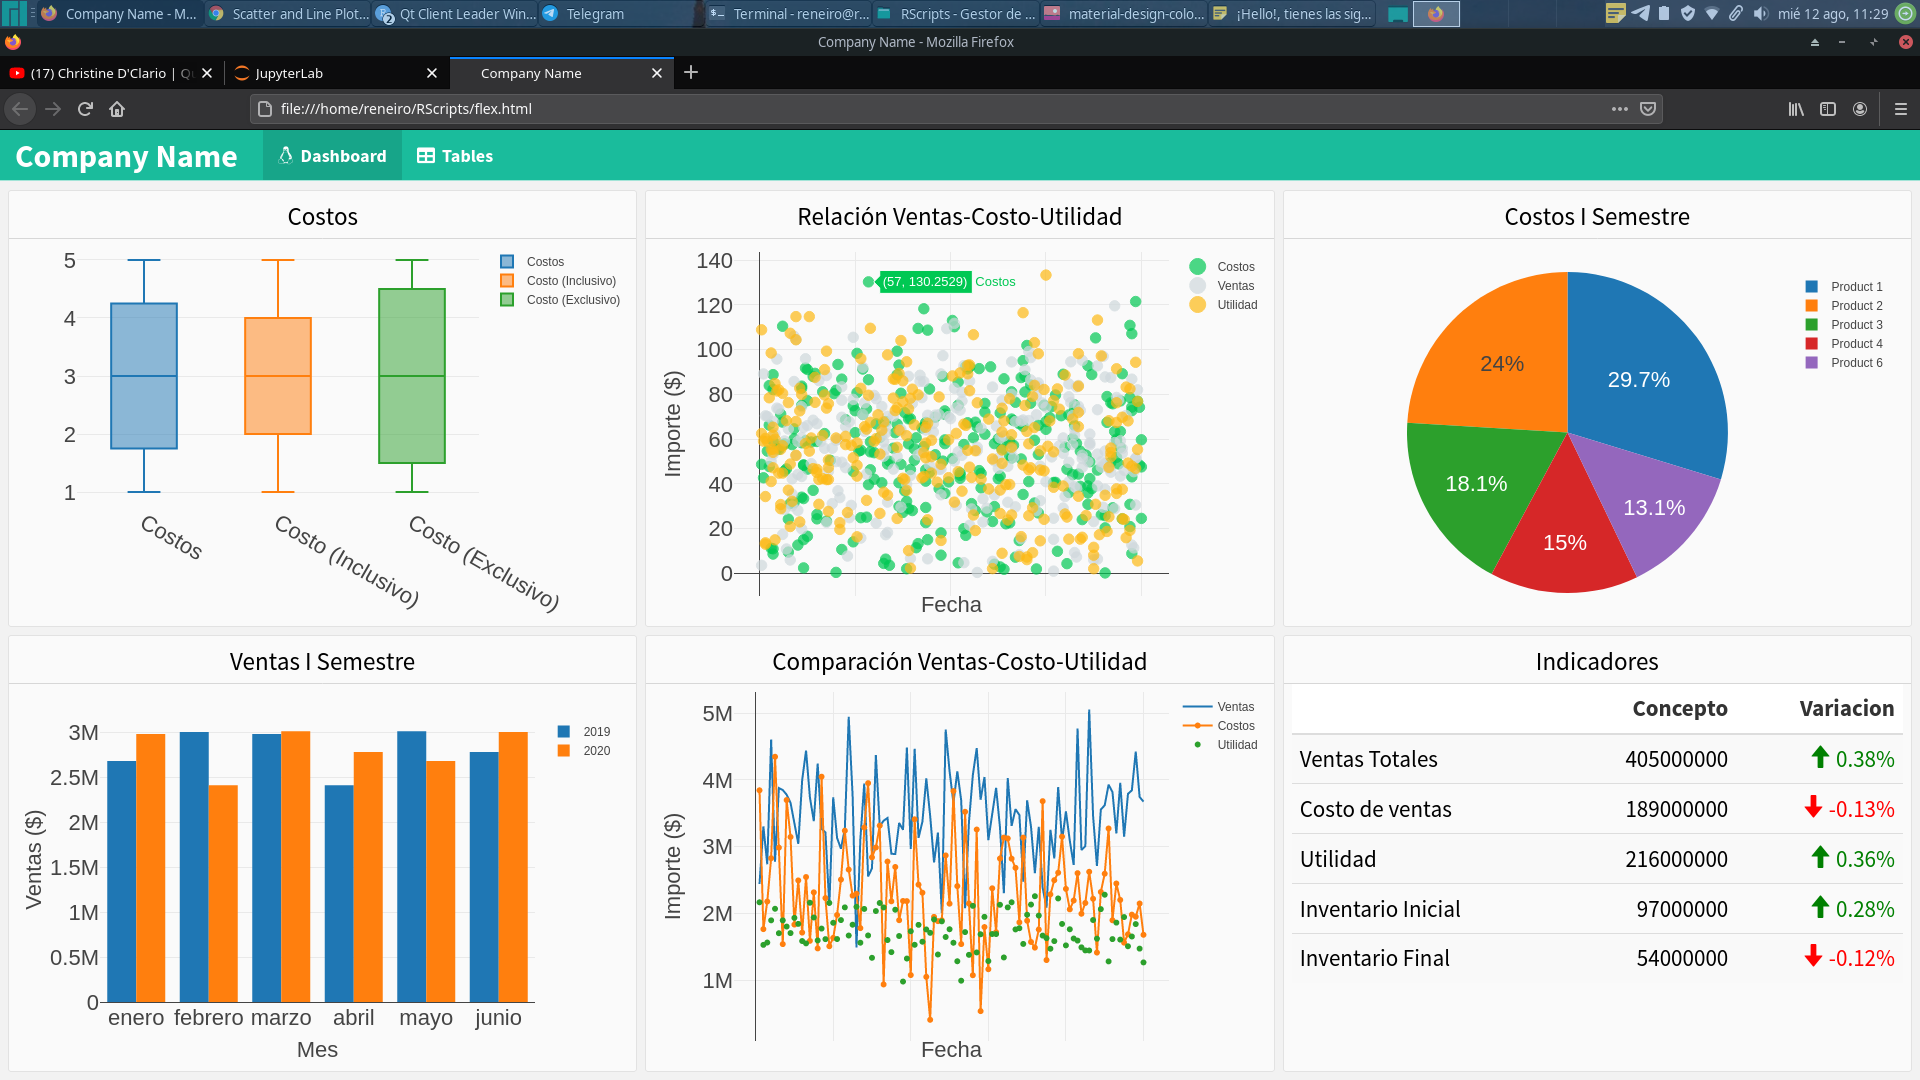 Company Name - M...
Scatter and Line Plot...
2
Qt Client Leader Win...
Telegram
Terminal - reneiro@r...
RScripts - Gestor de ...
material-design-colo...
¡Hello!, tienes las sig...
mié 12 ago, 11:29
Company Name - Mozilla Firefox
(17) Christine D'Clario |
JupyterLab
Company Name
file:///home/reneiro/RScripts/flex.html
Company Name
Dashboard
Tables
Costos
5
4
3
2
1
Costos
Costo (Inclusivo)
Costo (Exclusivo)
Costos
Costo (Inclusivo)
Costo (Exclusivo)
Relación Ventas-Costo-Utilidad
Importe ($)
140
120
100
80
60
40
20
0
(57, 130.2529) Costos
Fecha
Costos
Ventas
Utilidad
Costos I Semestre
24%
29.7%
18.1%
13.1%
15%
Product 1
Product 2
Product 3
Product 4
Product 6
Ventas I Semestre
Ventas ($)
3M
2.5M
2M
1.5M
1M
0.5M
0
enero febrero marzo abril mayo junio
Mes
2019
2020
Comparación Ventas-Costo-Utilidad
Importe ($)
5M
4M
3M
2M
1M
Fecha
Ventas
Costos
Utilidad
Indicadores
Concepto Variacion
Ventas Totales 405000000 0.38%
Costo de ventas 189000000 -0.13%
Utilidad 216000000 0.36%
Inventario Inicial 97000000 0.28%
Inventario Final 54000000 -0.12%